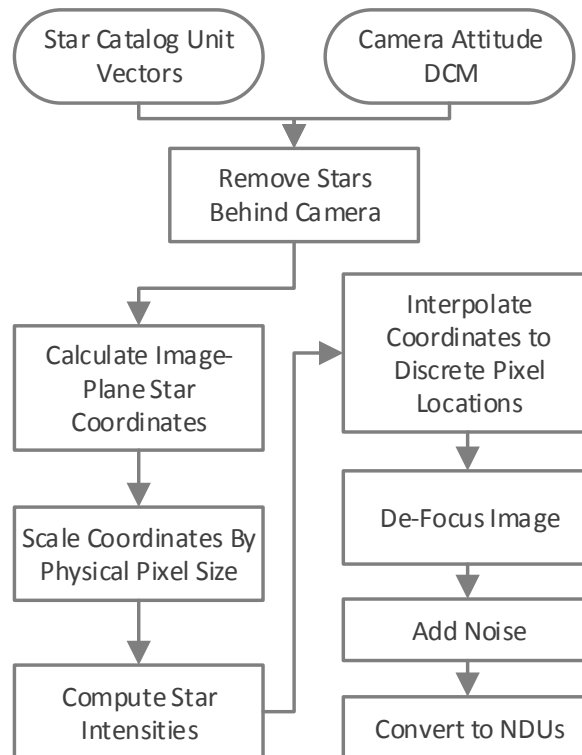 Star Catalog Unit
Vectors
Camera Attitude
DCM
Remove Stars
Behind Camera
Calculate Image-
Plane Star
Coordinates
Scale Coordinates By
Physical Pixel Size
Compute Star
Intensities
Interpolate
Coordinates to
Discrete Pixel
Locations
De-Focus Image
Add Noise
Convert to NDUs